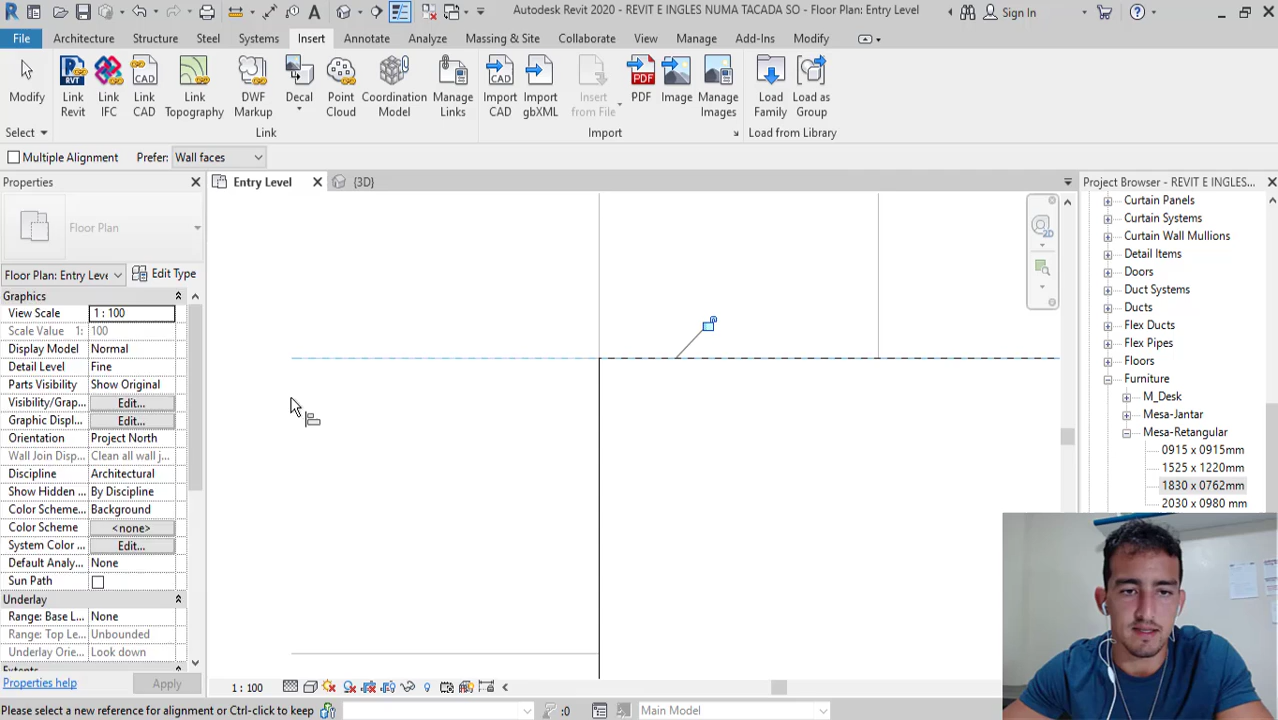 Autodesk Revit 2020 - REVIT E INGLES NUMA TACADA SO - Floor Plan: Entry Level
Sign In
File Architecture Structure Steel Systems Insert Annotate Analyze Massing & Site Collaborate View Manage Add-Ins Modify
Modify
Link Revit
Link IFC
Link CAD
Link Topography
DWF Markup
Decal
Point Cloud
Coordination Model
Manage Links
Import CAD
Import gbXML
Insert from File
PDF
Image
Manage Images
Load Family
Load as Group
Select
Link
Import
Load from Library
Multiple Alignment Prefer: Wall faces
Properties
Entry Level
{3D}
Project Browser - REVIT E INGLES...
Floor Plan
Floor Plan: Entry Leve
Edit Type
Graphics
View Scale 1 : 100
Scale Value 1: 100
Display Model Normal
Detail Level Fine
Parts Visibility Show Original
Visibility/Grap... Edit...
Graphic Displ... Edit...
Orientation Project North
Wall Join Disp... Clean all wall j...
Discipline Architectural
Show Hidden ... By Discipline
Color Scheme... Background
Color Scheme <none>
System Color ... Edit...
Default Analy... None
Sun Path
Underlay
Range: Base L... None
Range: Top Le... Unbounded
Underlay Orie... Look down
Extents
Properties help
Apply
2D
Curtain Panels
Curtain Systems
Curtain Wall Mullions
Detail Items
Doors
Duct Systems
Ducts
Flex Ducts
Flex Pipes
Floors
Furniture
M_Desk
Mesa-Jantar
Mesa-Retangular
0915 x 0915mm
1525 x 1220mm
1830 x 0762mm
2030 x 0980 mm
1 : 100
Please select a new reference for alignment or Ctrl-click to keep
:0
Main Model